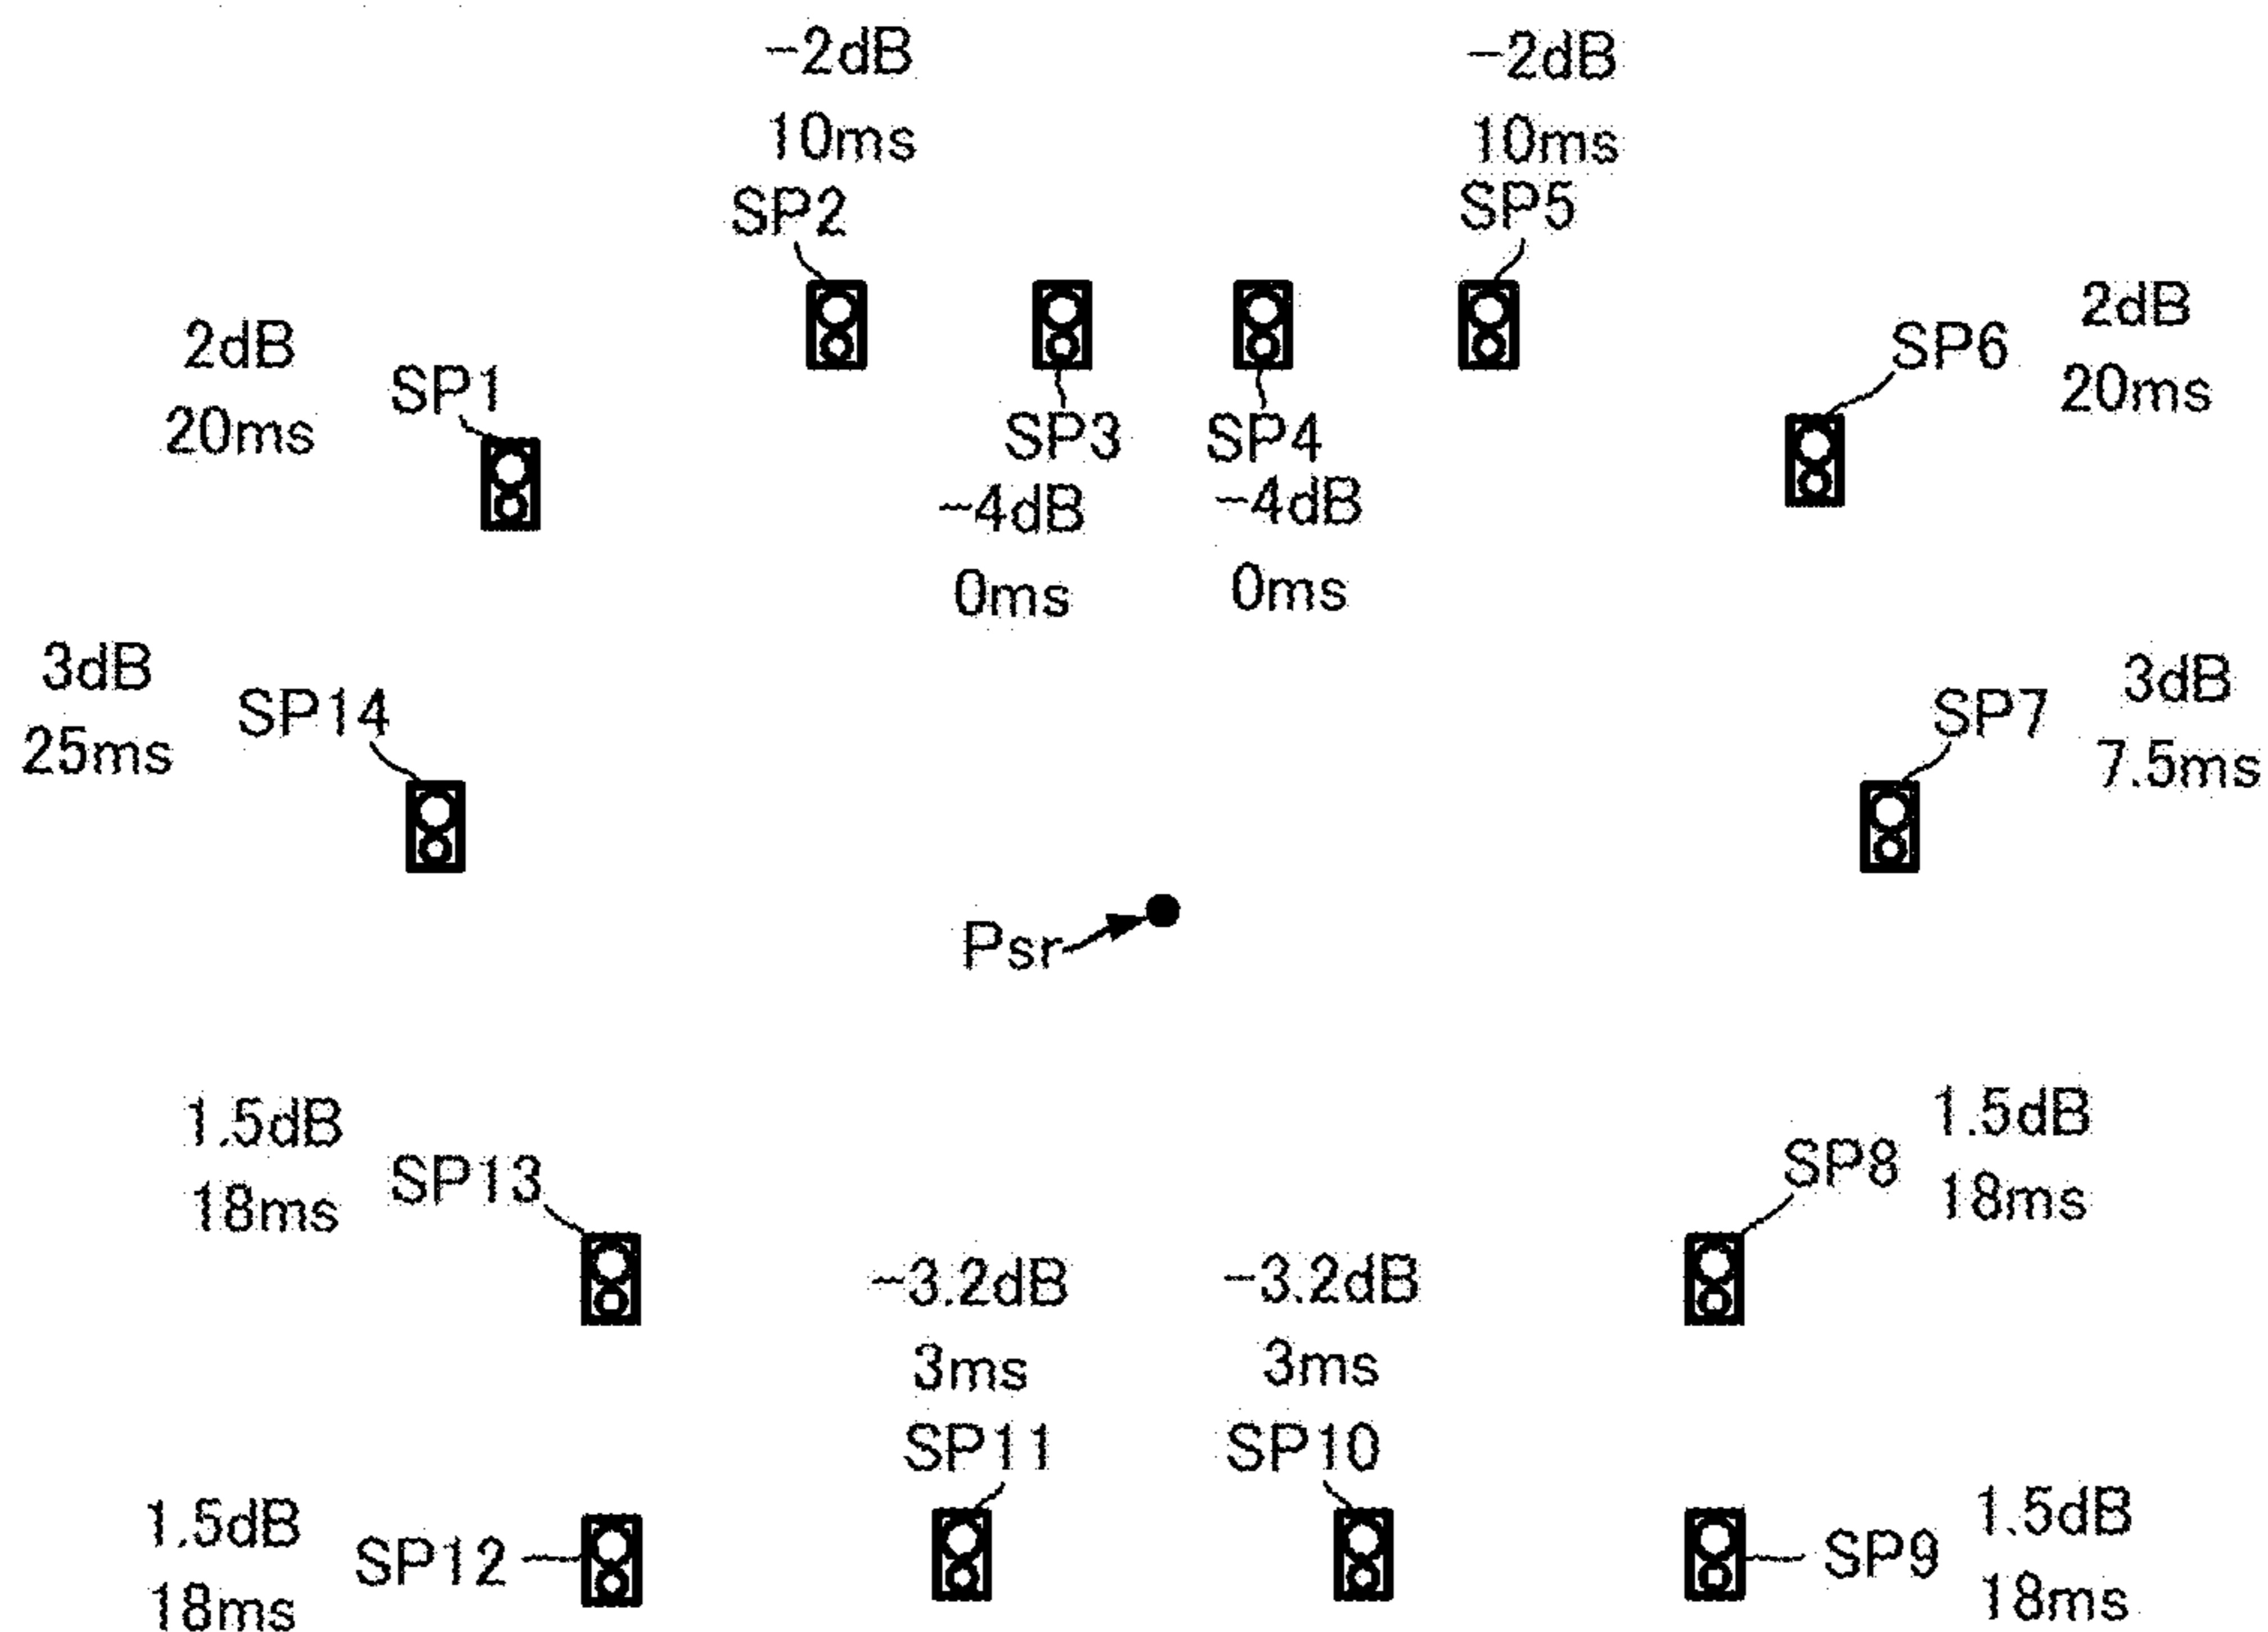 -2dB
10ms
SP2
-2dB
10ms
SP5
2dB
20ms
SP1
SP3
-4dB
0ms
SP4
-4dB
0ms
SP6
2dB
20ms
3dB
25ms
SP14
SP7
3dB
7.5ms
Psr
1.5dB
18ms
SP13
-3.2dB
3ms
SP11
-3.2dB
3ms
SP10
SP8
1.5dB
18ms
1.5dB
18ms
SP12
SP9
1.5dB
18ms